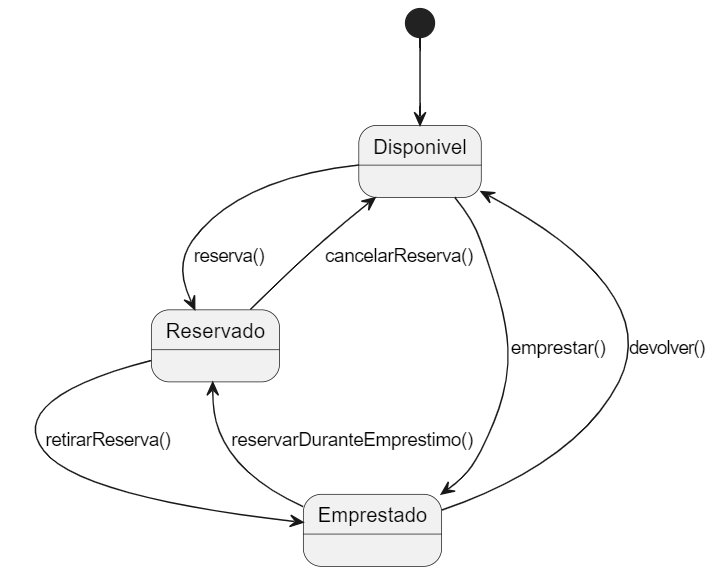 Disponivel
reserva()
cancelarReserva()
Reservado
emprestar()
devolver()
retirarReserva()
reservarDuranteEmprestimo()
Emprestado